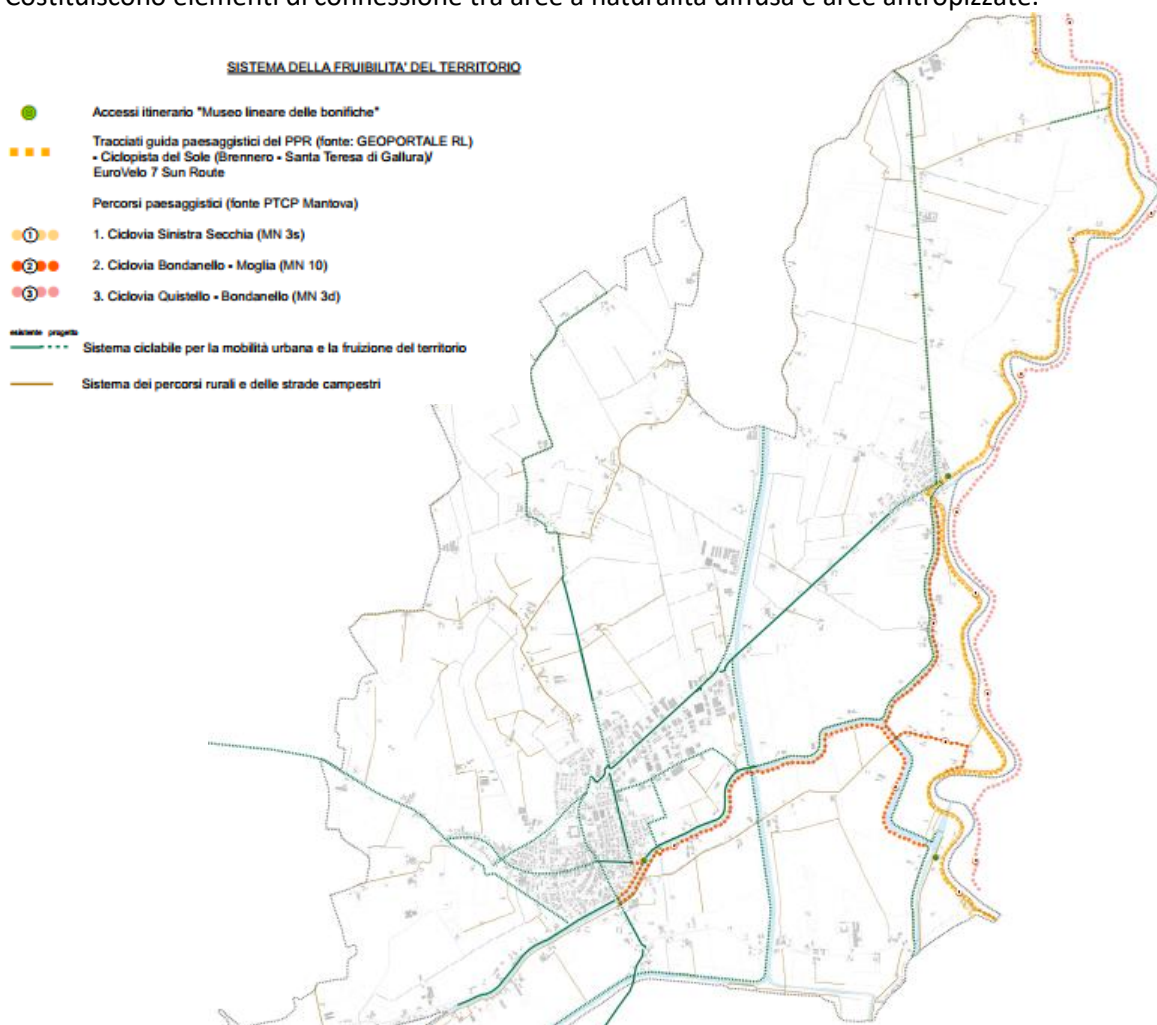 Costituiscono elementi di connessione tra aree a naturalità diffusa e aree antropizzate.
SISTEMA DELLA FRUIBILITA' DEL TERRITORIO
Accessi itinerario "Museo lineare delle bonifiche"
Tracciati guida paesaggistici del PPR (fonte: GEOPORTALE RL)
- Ciclopista del Sole (Brennero - Santa Teresa di Gallura)/
EuroVelo 7 Sun Route
Percorsi paesaggistici (fonte PTCP Mantova)
1 1. Ciclovia Sinistra Secchia (MN 3s)
2 2. Ciclovia Bondanello - Moglia (MN 10)
3 3. Ciclovia Quistello - Bondanello (MN 3d)
esistente progetto
Sistema ciclabile per la mobilità urbana e la fruizione del territorio
Sistema dei percorsi rurali e delle strade campestri